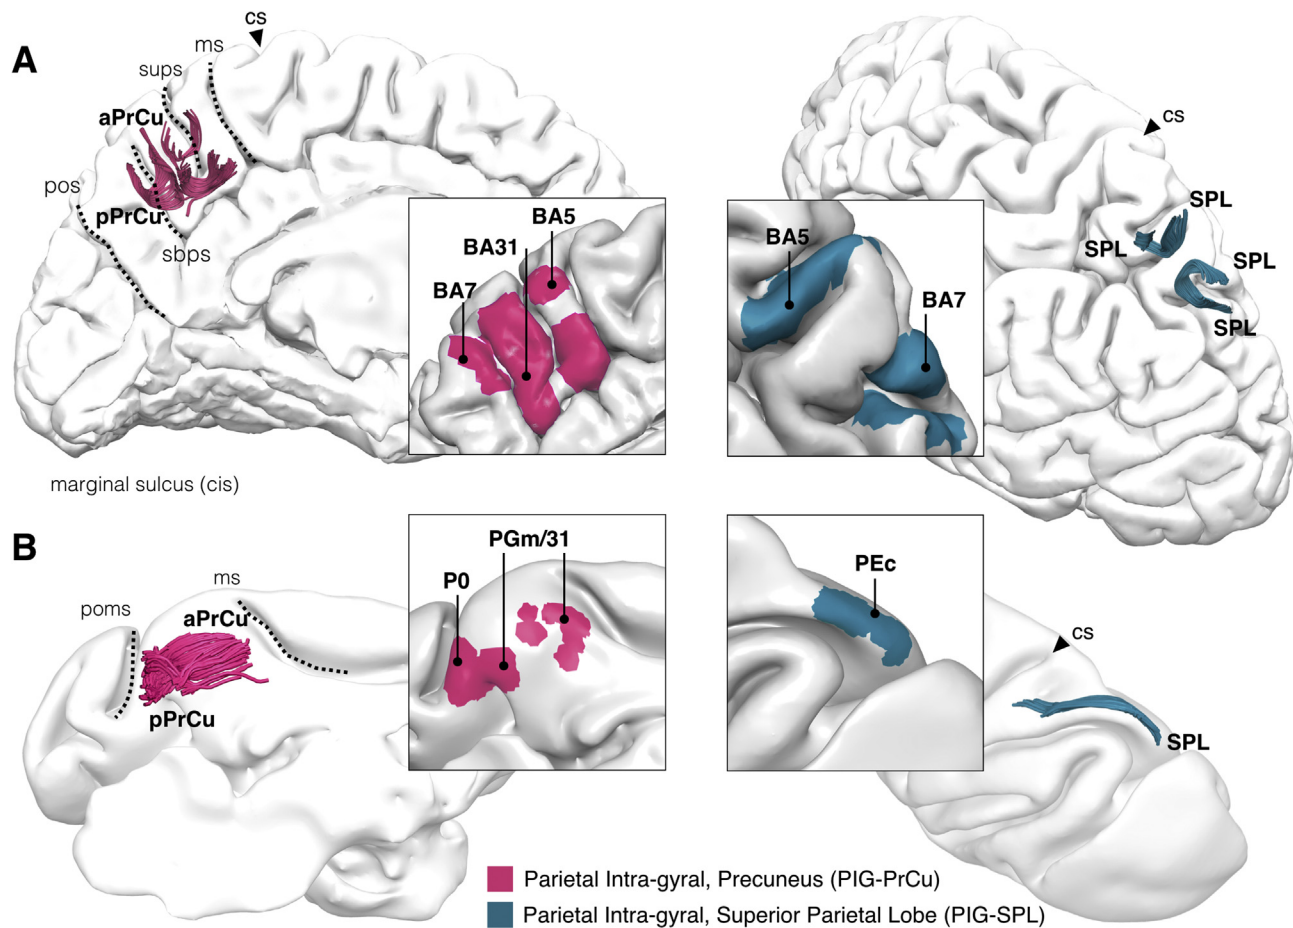 A
cs
ms
sups
aPrCu
pos
pPrCu
sbps
BA5
BA31
BA7
marginal sulcus (cis)
cs
SPL
SPL
SPL
SPL
BA5
BA7
B
ms
poms
aPrCu
pPrCu
PGm/31
P0
PEc
cs
SPL
Parietal Intra-gyral, Precuneus (PIG-PrCu)
Parietal Intra-gyral, Superior Parietal Lobe (PIG-SPL)